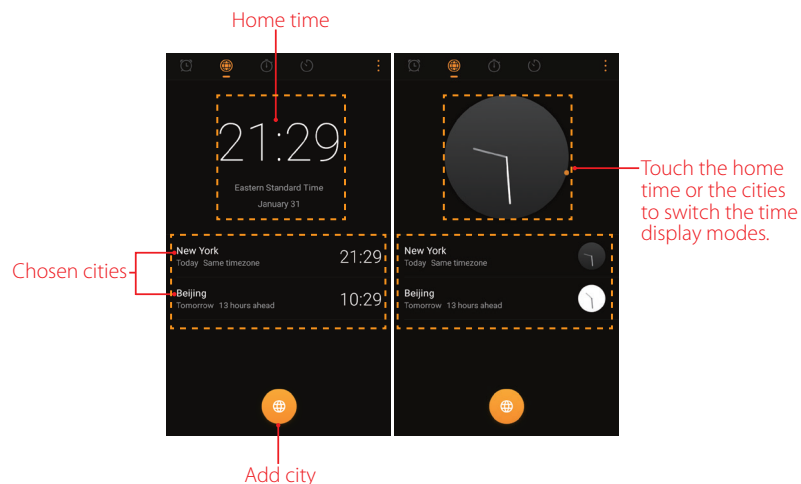 Home time
21:29
Eastern Standard Time
January 31
New York
Today Same timezone
21:29
Chosen cities
Beijing
Tomorrow 13 hours ahead
10:29
Add city
New York
Today Same timezone
Beijing
Tomorrow 13 hours ahead
Touch the home
time or the cities
to switch the time
display modes.